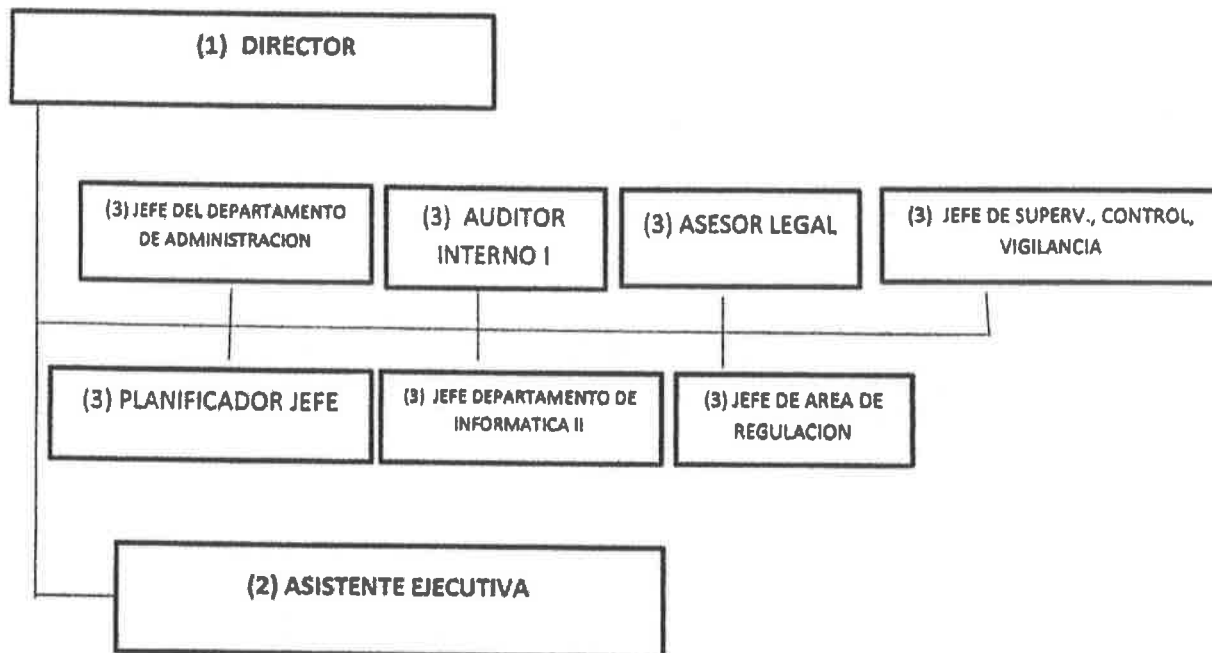 (1) DIRECTOR
(3) JEFE DEL DEPARTAMENTO
DE ADMINISTRACION
(3) AUDITOR
INTERNO I
(3) ASESOR LEGAL
(3) JEFE DE SUPERV., CONTROL,
VIGILANCIA
(3) PLANIFICADOR JEFE
(3) JEFE DEPARTAMENTO DE
INFORMATICA II
(3) JEFE DE AREA DE
REGULACION
(2) ASISTENTE EJECUTIVA